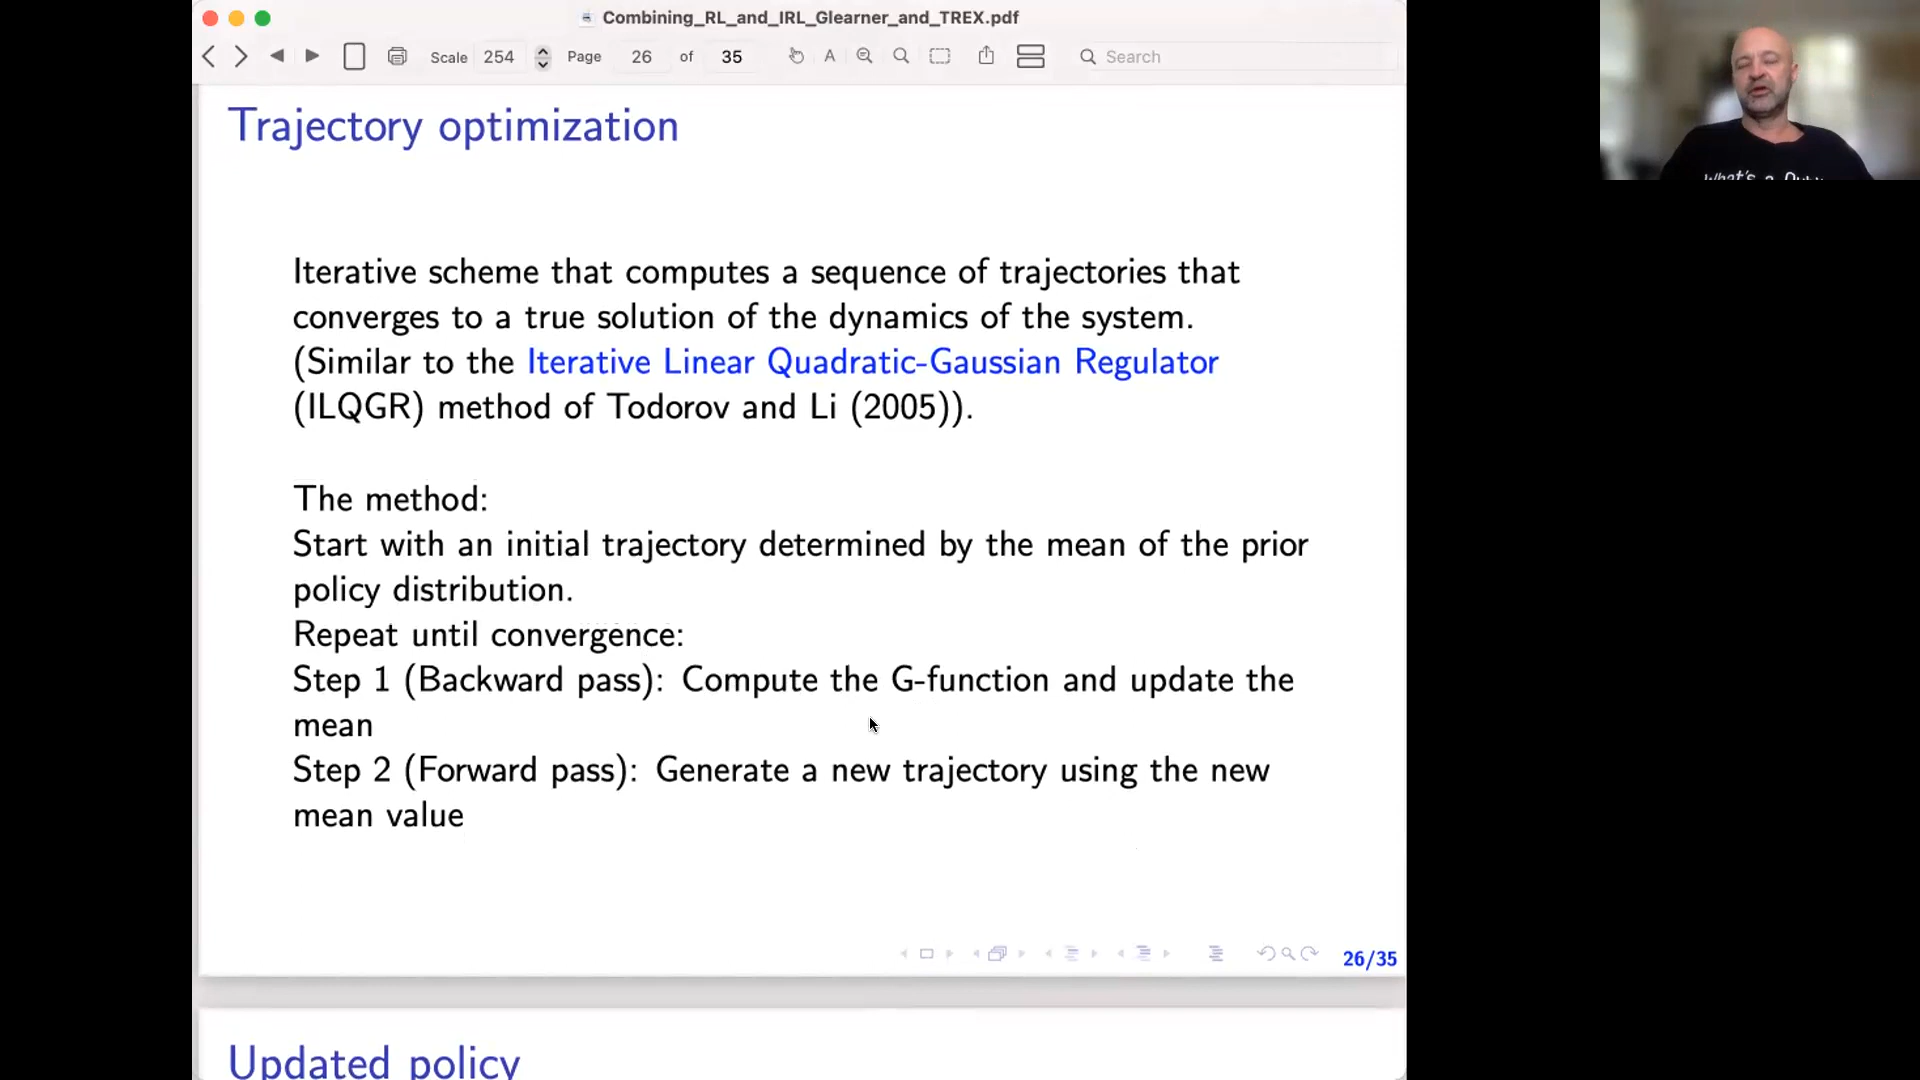 Combining_RL_and_IRL_Glearner_and_TREX.pdf
Scale 254 Page 26 of 35 A Search
Trajectory optimization
Iterative scheme that computes a sequence of trajectories that
converges to a true solution of the dynamics of the system.
(Similar to the Iterative Linear Quadratic-Gaussian Regulator
(ILQGR) method of Todorov and Li (2005)).
The method:
Start with an initial trajectory determined by the mean of the prior
policy distribution.
Repeat until convergence:
Step 1 (Backward pass): Compute the G-function and update the
mean
Step 2 (Forward pass): Generate a new trajectory using the new
mean value
26/35
Updated policy
What's a